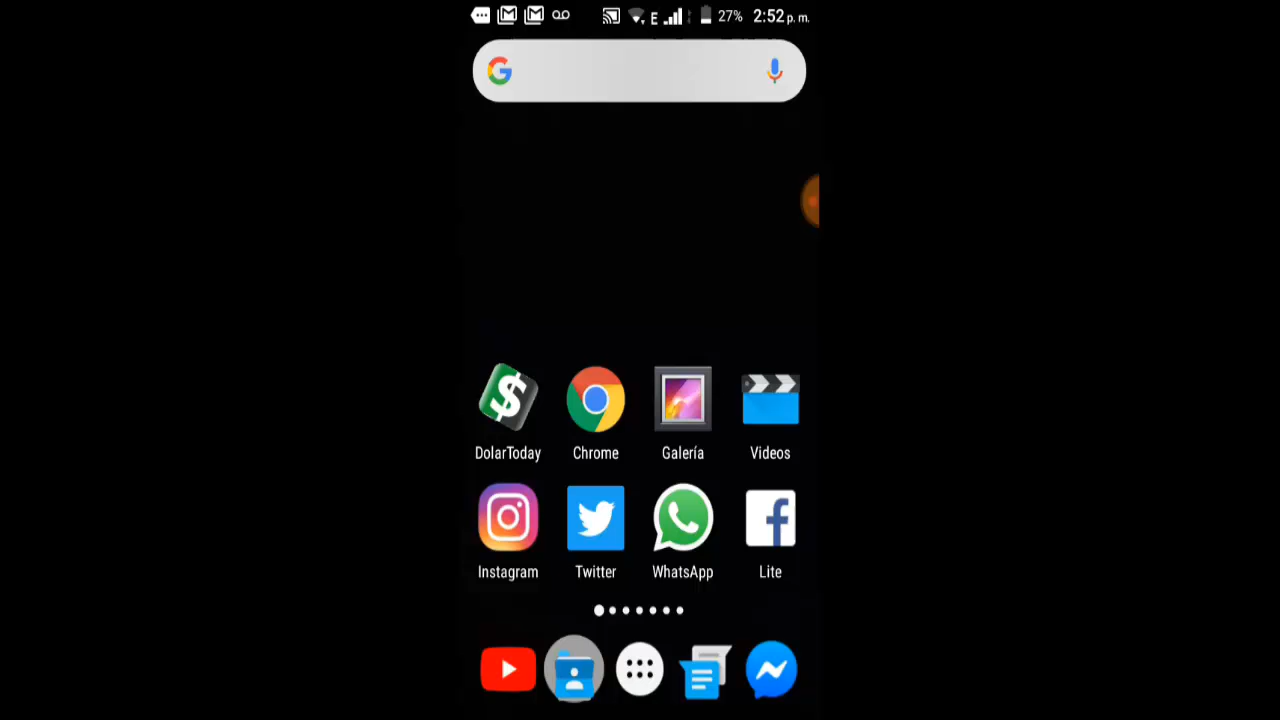 E 27% 2:52 p. m.
G
DolarToday Chrome Galería Videos
Instagram Twitter WhatsApp Lite